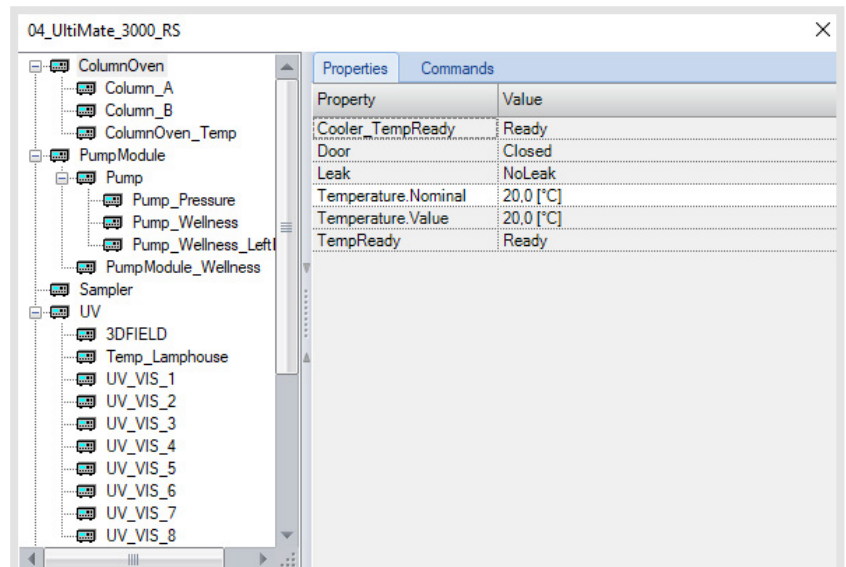 04_UltiMate_3000_RS
ColumnOven
Column_A
Column_B
ColumnOven_Temp
PumpModule
Pump
Pump_Pressure
Pump_Wellness
Pump_Wellness_Left
PumpModule_Wellness
Sampler
UV
3DFIELD
Temp_Lamphouse
UV_VIS_1
UV_VIS_2
UV_VIS_3
UV_VIS_4
UV_VIS_5
UV_VIS_6
UV_VIS_7
UV_VIS_8
Properties Commands
Property Value
Cooler_TempReady Ready
Door Closed
Leak NoLeak
Temperature.Nominal 20,0 [°C]
Temperature.Value 20,0 [°C]
TempReady Ready